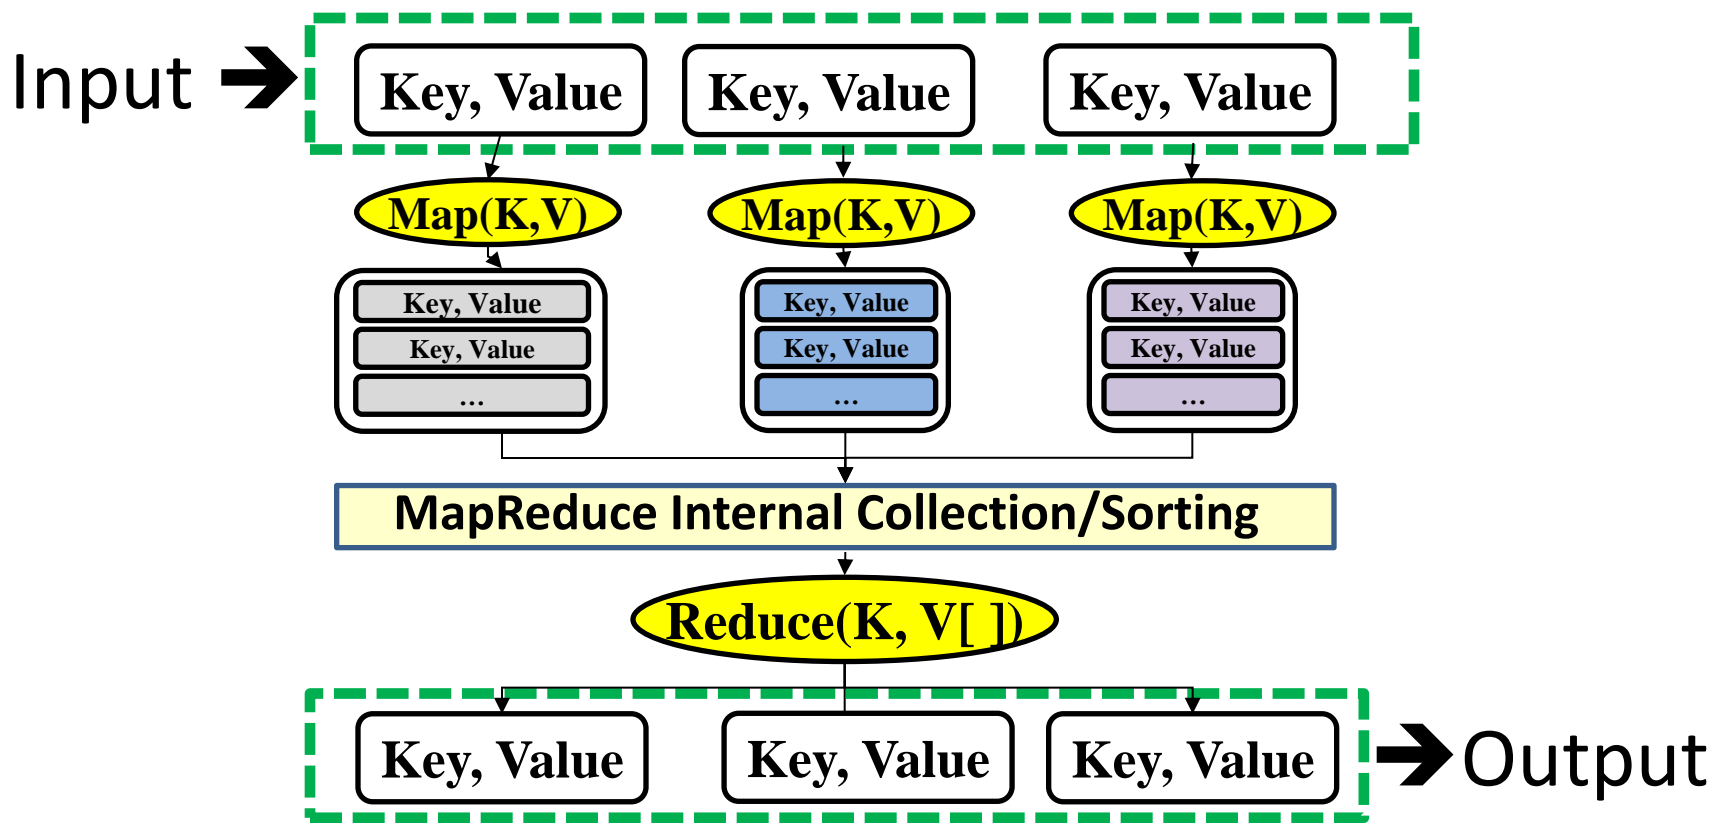 Input
Key, Value
Key, Value
Key, Value
Map(K,V)
Map(K,V)
Map(K,V)
Key, Value
Key, Value
...
Key, Value
Key, Value
...
Key, Value
Key, Value
...
MapReduce Internal Collection/Sorting
Reduce(K, V[ ])
Key, Value
Key, Value
Key, Value
Output